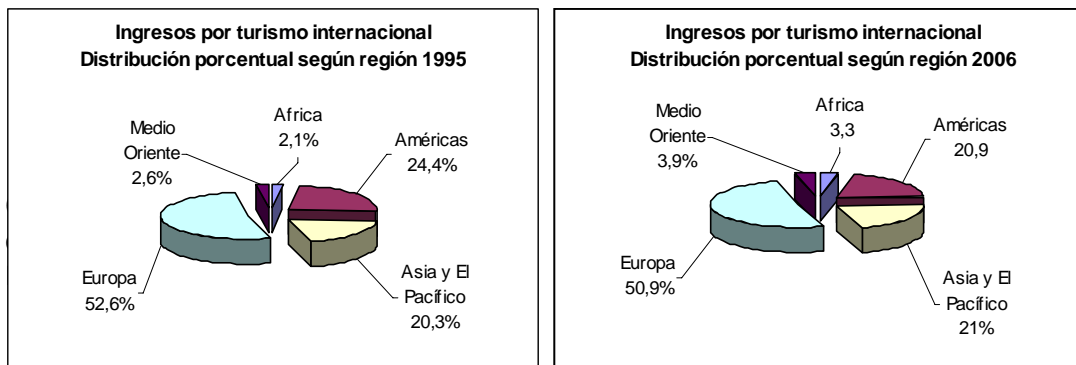 Ingresos por turismo internacional
Distribución porcentual según región 1995
Africa
2,1%
Medio
Oriente
2,6%
Américas
24,4%
Europa
52,6%
Asia y El
Pacífico
20,3%
Ingresos por turismo internacional
Distribución porcentual según región 2006
Africa
3,3
Medio
Oriente
3,9%
Américas
20,9
Europa
50,9%
Asia y El
Pacífico
21%